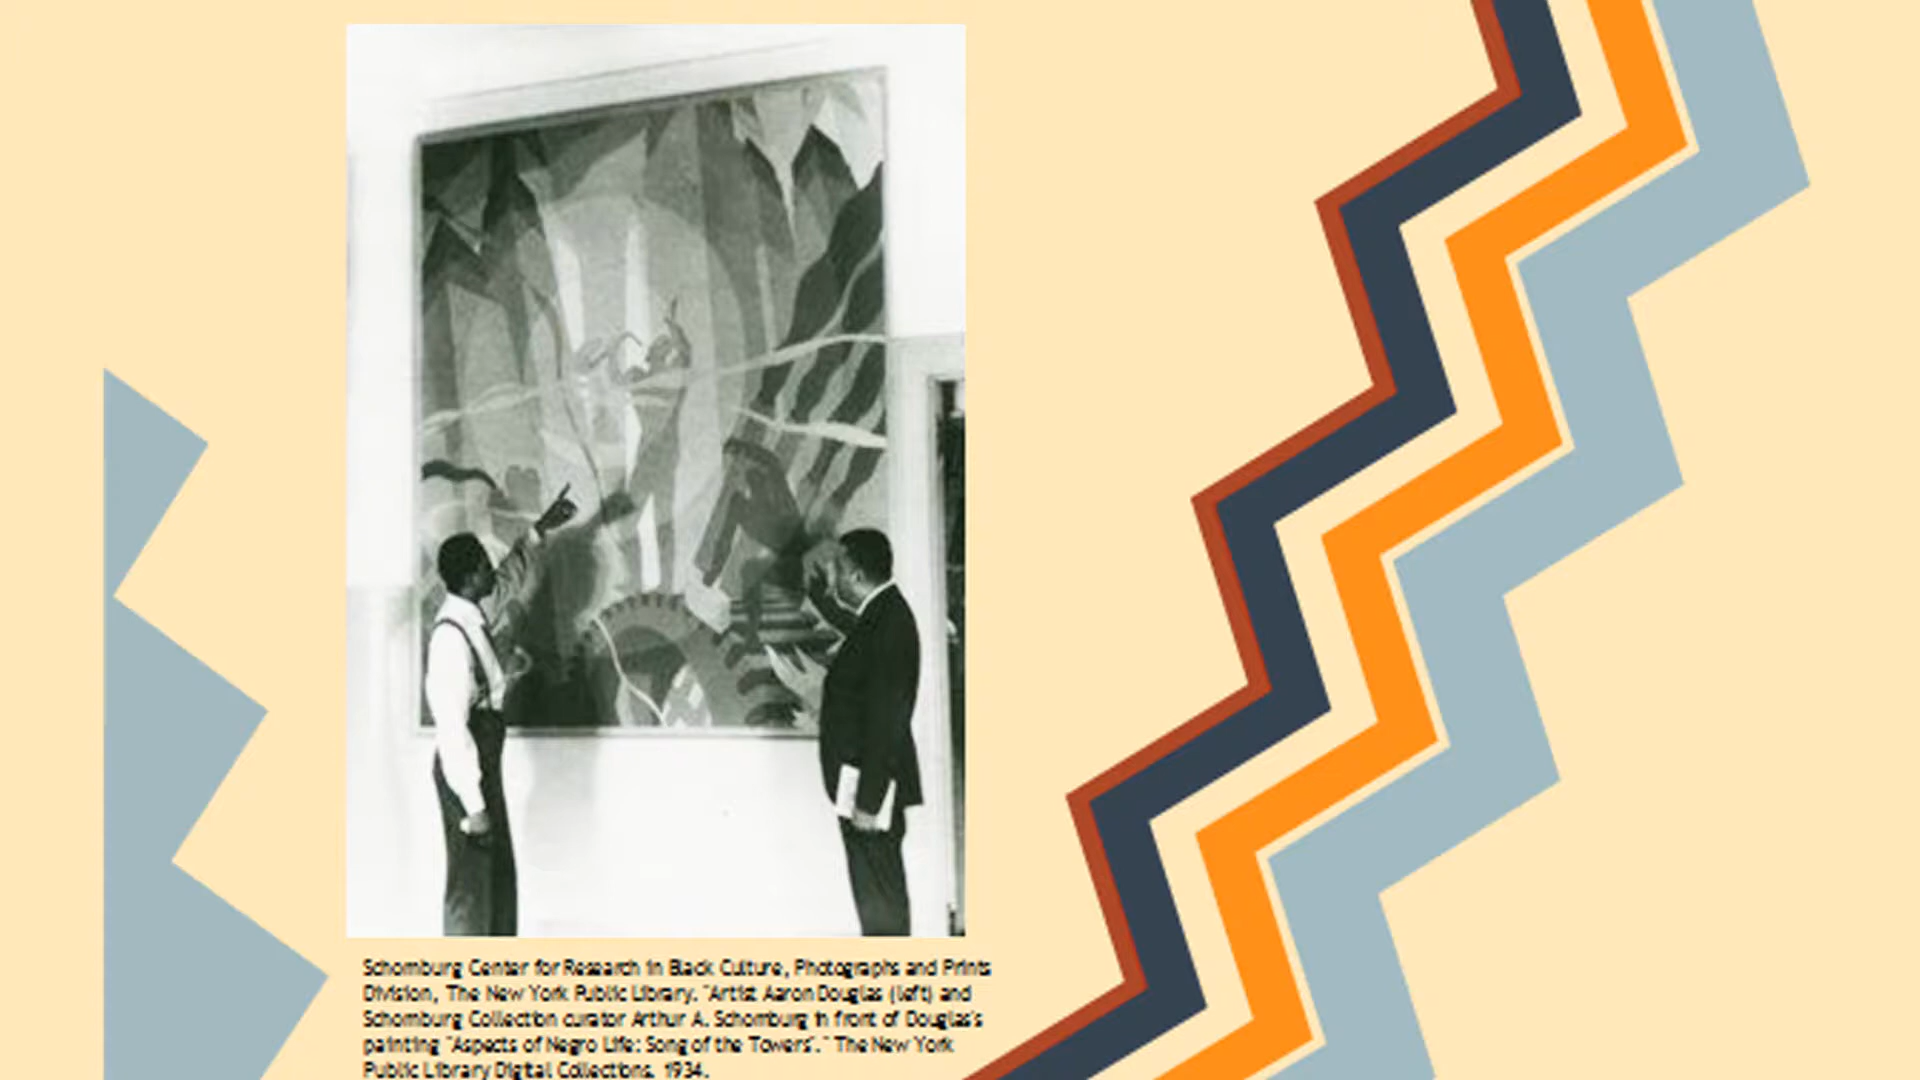 Schomburg Center for Research in Black Culture, Photographs and Prints
Division, The New York Public Library. "Artist Aaron Douglas (left) and
Schomburg Collection curator Arthur A. Schomburg in front of Douglas's
painting "Aspects of Negro Life: Song of the Towers"." The New York
Public Library Digital Collections. 1934.